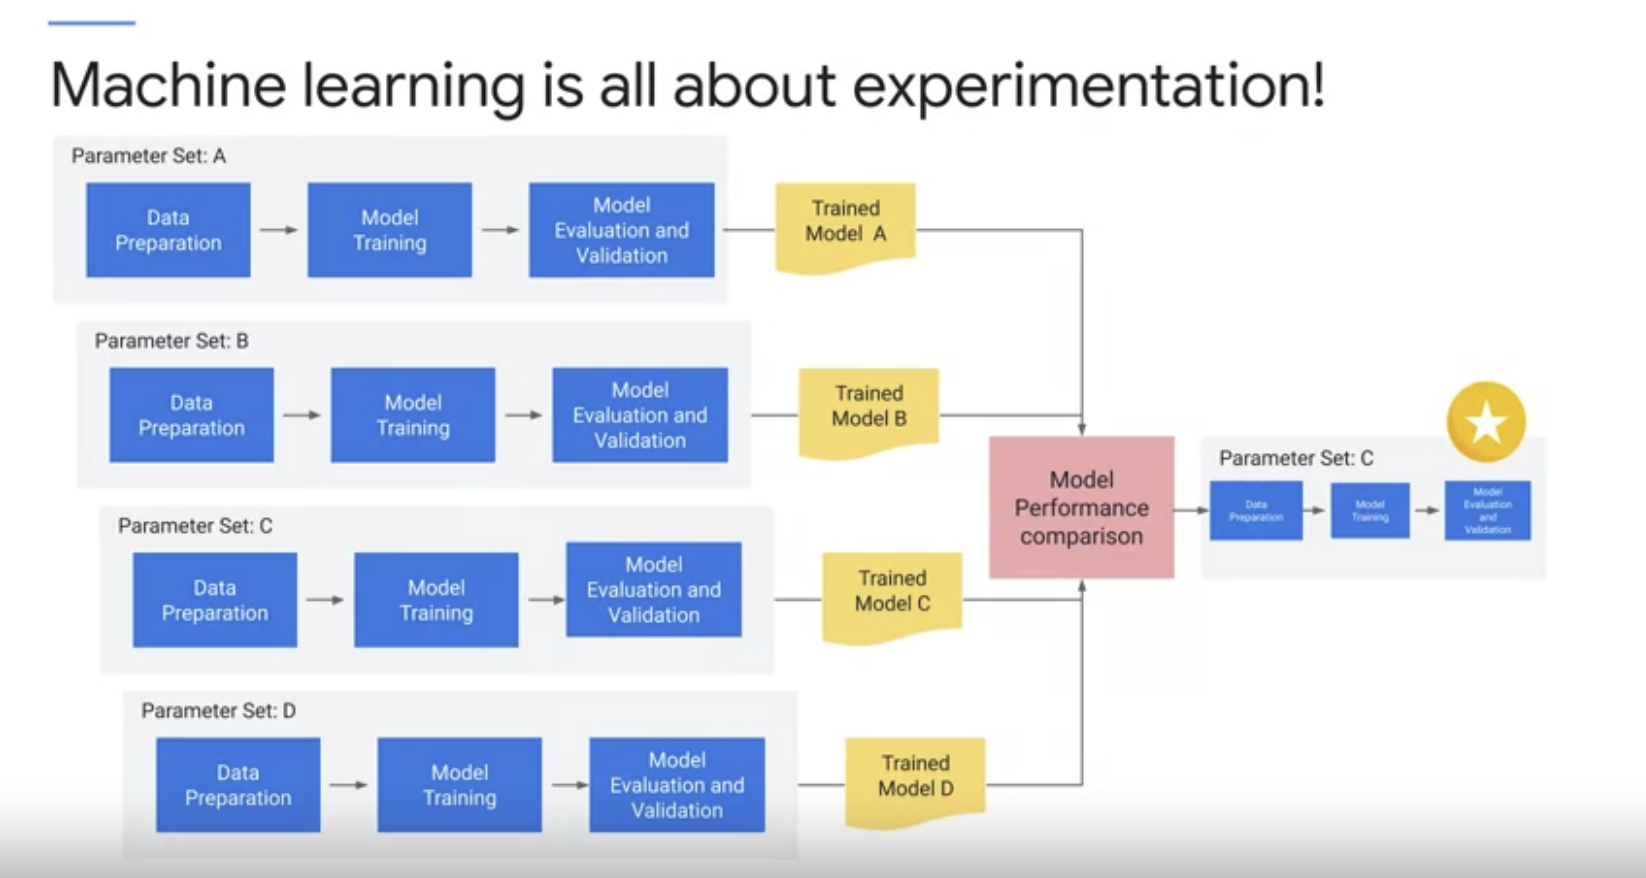 Machine learning is all about experimentation!
Parameter Set: A
Data
Preparation
Model
Training
Model
Evaluation and
Validation
Trained
Model A
Parameter Set: B
Data
Preparation
Model
Training
Model
Evaluation and
Validation
Trained
Model B
Parameter Set: C
Data
Preparation
Model
Training
Model
Evaluation and
Validation
Trained
Model C
Parameter Set: D
Data
Preparation
Model
Training
Model
Evaluation and
Validation
Trained
Model D
Model
Performance
comparison
Parameter Set: C
Data
Preparation
Model
Training
Model
Evaluation
and
Validation